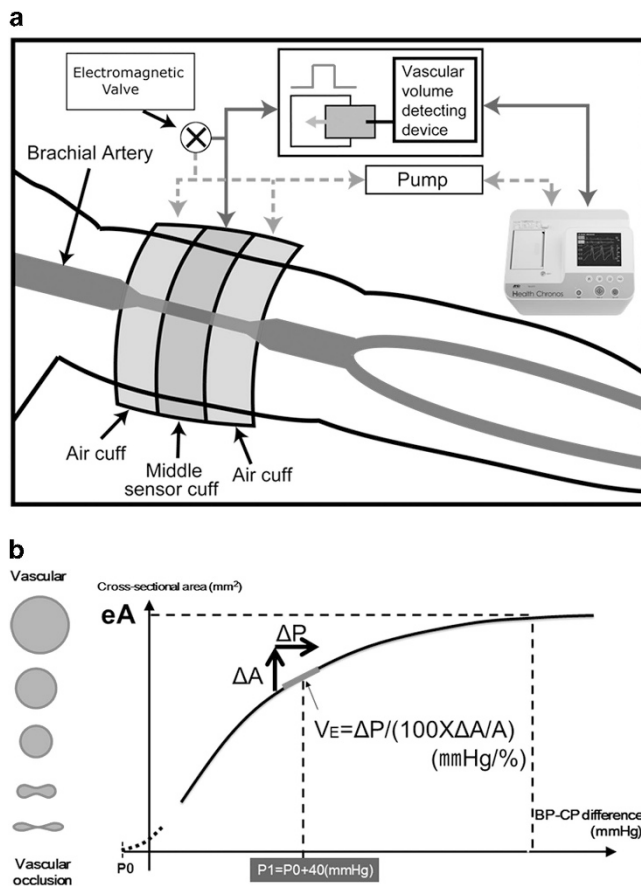 a
Electromagnetic
Valve
Vascular
volume
detecting
device
Brachial Artery
Pump
Health Chronos
Air cuff
Middle
sensor cuff
Air cuff
b
Vascular
Cross-sectional area (mm²)
eA
ΔP
ΔA
VE=ΔP/(100XΔA/A)
(mmHg/%)
BP-CP difference
(mmHg)
P0
P1=P0+40(mmHg)
Vascular
occlusion